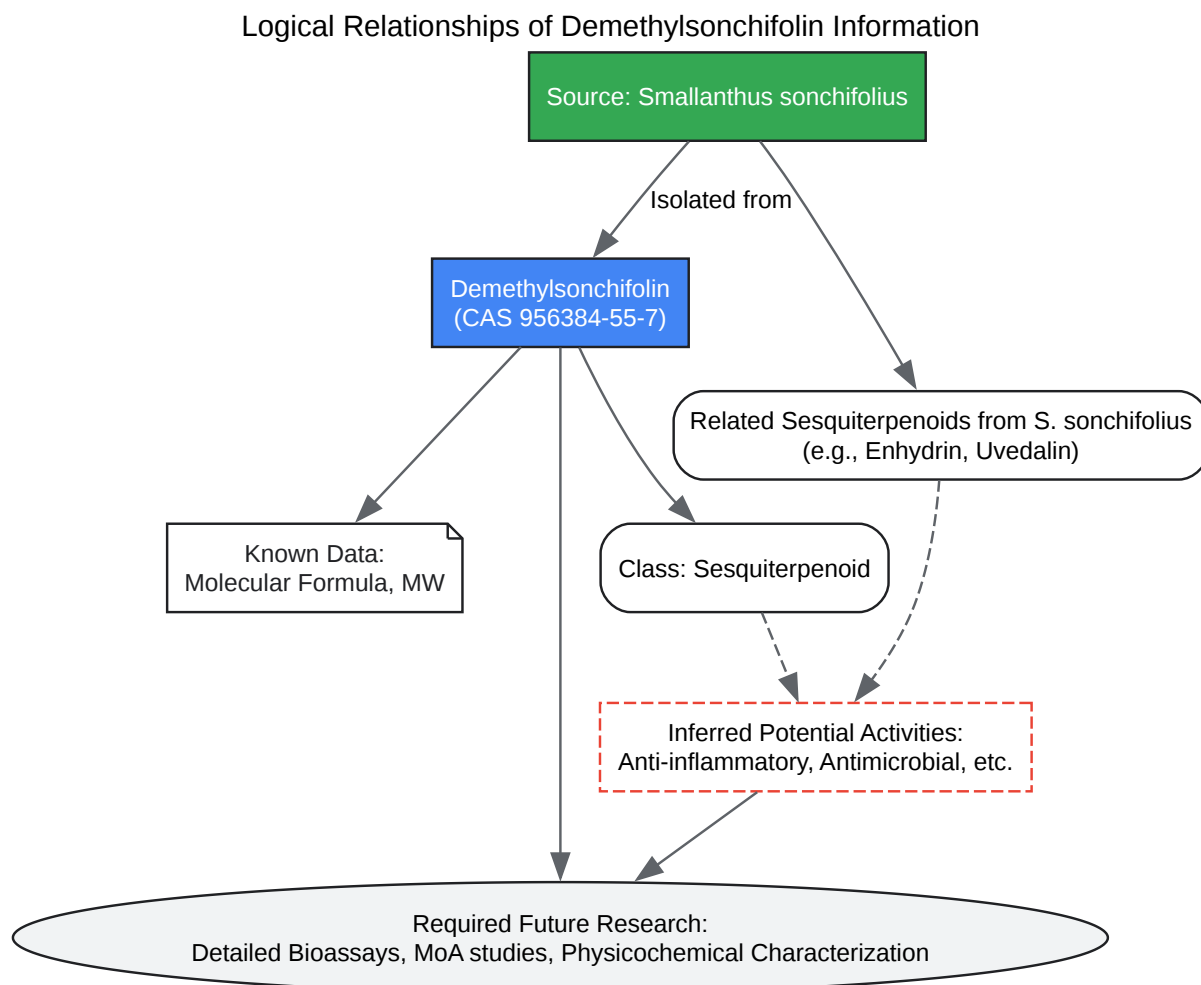 Logical Relationships of Demethylsonchifolin Information
Source: Smallanthus sonchifolius
Isolated from
Demethylsonchifolin
(CAS 956384-55-7)
Related Sesquiterpenoids from S. sonchifolius
(e.g., Enhydrin, Uvedalin)
Known Data:
Molecular Formula, MW
Class: Sesquiterpenoid
Inferred Potential Activities:
Anti-inflammatory, Antimicrobial, etc.
Required Future Research:
Detailed Bioassays, MoA studies, Physicochemical Characterization